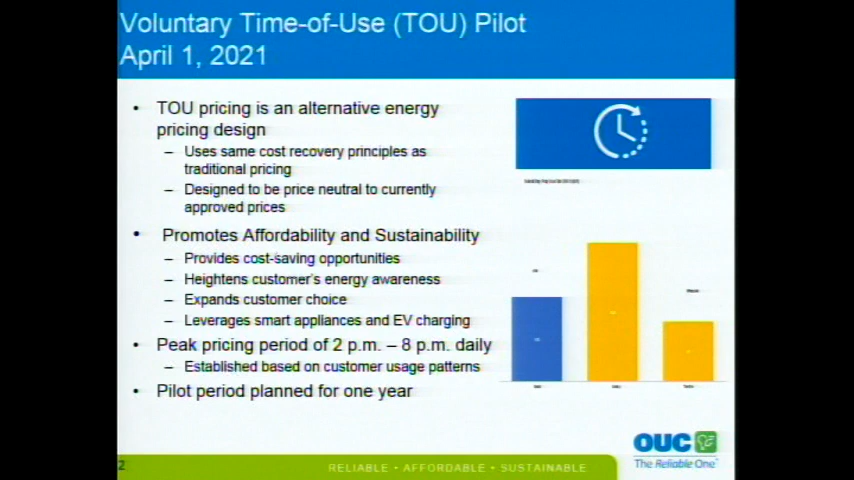 Voluntary Time-of-Use (TOU) Pilot
April 1, 2021
• TOU pricing is an alternative energy
pricing design
– Uses same cost recovery principles as
traditional pricing
– Designed to be price neutral to currently
approved prices
• Promotes Affordability and Sustainability
– Provides cost-saving opportunities
– Heightens customer's energy awareness
– Expands customer choice
– Leverages smart appliances and EV charging
• Peak pricing period of 2 p.m. – 8 p.m. daily
– Established based on customer usage patterns
• Pilot period planned for one year
OUC
The Reliable One
2
RELIABLE • AFFORDABLE • SUSTAINABLE